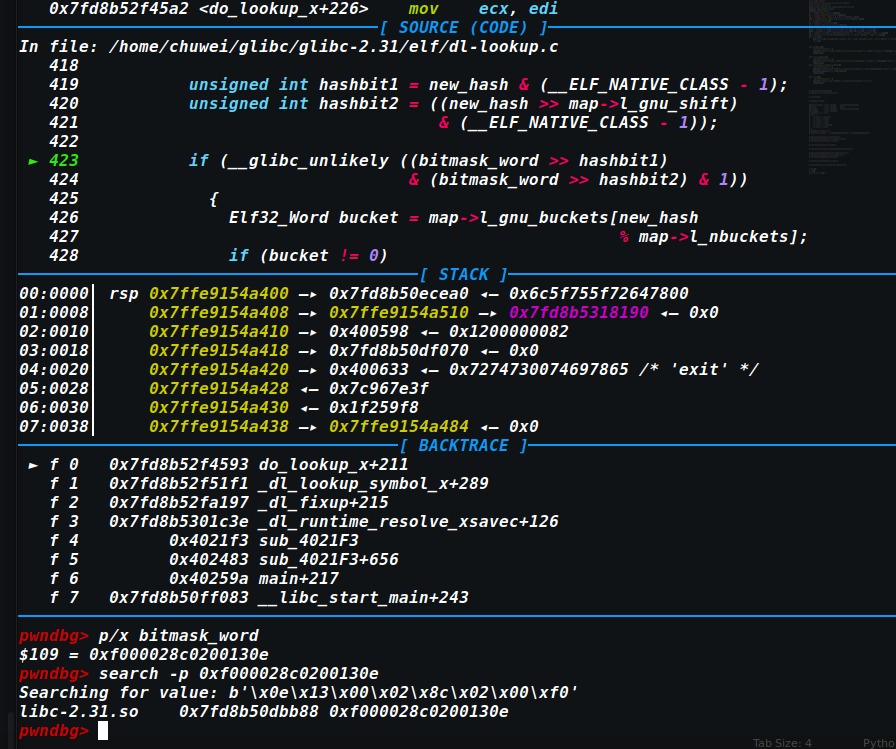 0x7fd8b52f45a2 <do_lookup_x+226>    mov    ecx, edi
[ SOURCE (CODE) ]
In file: /home/chuwei/glibc/glibc-2.31/elf/dl-lookup.c
418
419           unsigned int hashbit1 = new_hash & (__ELF_NATIVE_CLASS - 1);
420           unsigned int hashbit2 = ((new_hash >> map->l_gnu_shift)
421                                    & (__ELF_NATIVE_CLASS - 1));
422
► 423           if (__glibc_unlikely ((bitmask_word >> hashbit1)
424                                 & (bitmask_word >> hashbit2) & 1))
425             {
426               Elf32_Word bucket = map->l_gnu_buckets[new_hash
427                                                      % map->l_nbuckets];
428               if (bucket != 0)
[ STACK ]
00:0000│ rsp 0x7ffe9154a400 —▸ 0x7fd8b50ecea0 ◂— 0x6c5f755f72647800
01:0008│     0x7ffe9154a408 —▸ 0x7ffe9154a510 —▸ 0x7fd8b5318190 ◂— 0x0
02:0010│     0x7ffe9154a410 —▸ 0x400598 ◂— 0x1200000082
03:0018│     0x7ffe9154a418 —▸ 0x7fd8b50df070 ◂— 0x0
04:0020│     0x7ffe9154a420 —▸ 0x400633 ◂— 0x7274730074697865 /* 'exit' */
05:0028│     0x7ffe9154a428 ◂— 0x7c967e3f
06:0030│     0x7ffe9154a430 ◂— 0x1f259f8
07:0038│     0x7ffe9154a438 —▸ 0x7ffe9154a484 ◂— 0x0
[ BACKTRACE ]
► f 0   0x7fd8b52f4593 do_lookup_x+211
f 1   0x7fd8b52f51f1 _dl_lookup_symbol_x+289
f 2   0x7fd8b52fa197 _dl_fixup+215
f 3   0x7fd8b5301c3e _dl_runtime_resolve_xsavec+126
f 4         0x4021f3 sub_4021F3
f 5         0x402483 sub_4021F3+656
f 6         0x40259a main+217
f 7   0x7fd8b50ff083 __libc_start_main+243
pwndbg> p/x bitmask_word
$109 = 0xf000028c0200130e
pwndbg> search -p 0xf000028c0200130e
Searching for value: b'\x0e\x13\x00\x02\x8c\x02\x00\xf0'
libc-2.31.so    0x7fd8b50dbb88 0xf000028c0200130e
pwndbg>
Tab Size: 4    Pytho